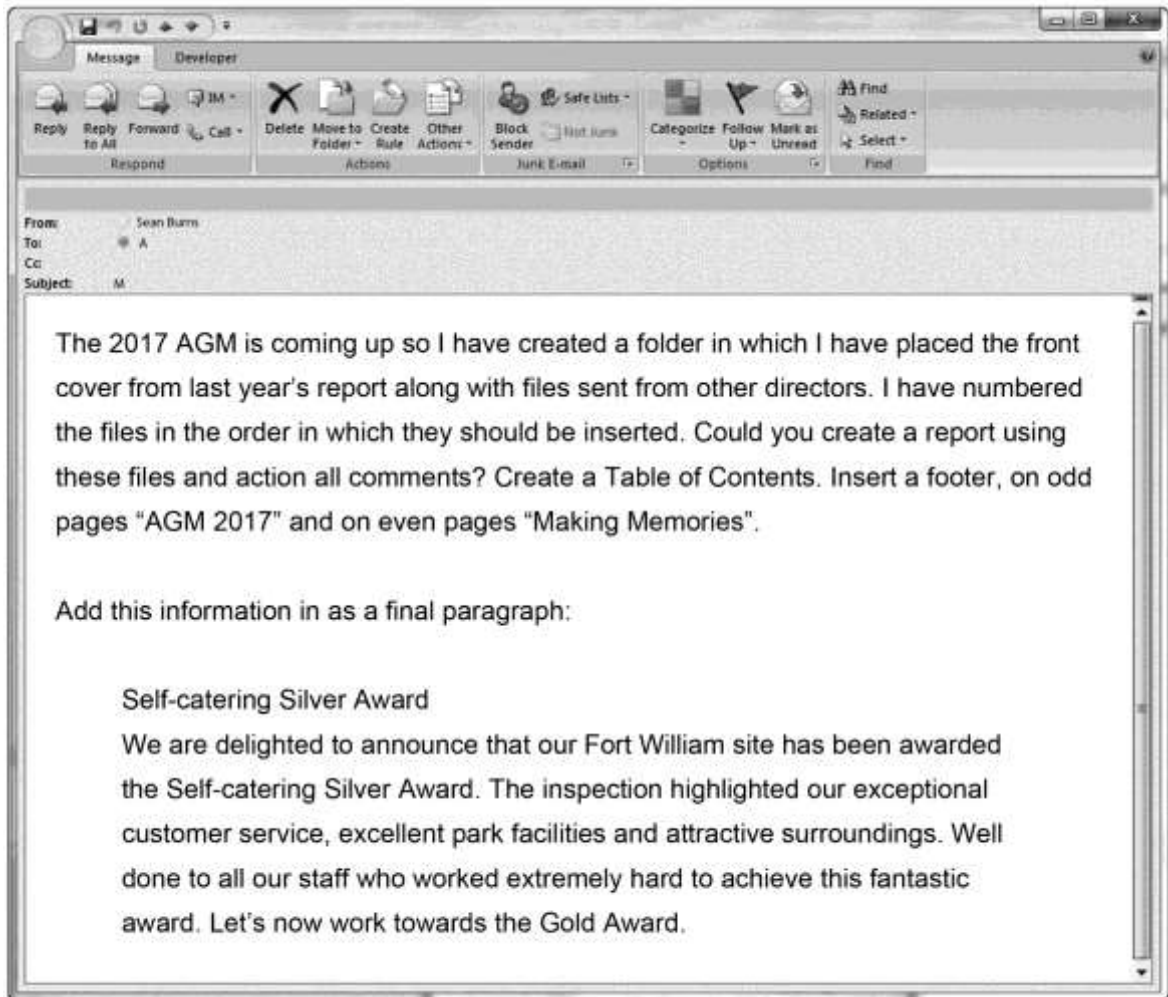 Message Developer
Reply Reply to All Forward IM Call
Delete Move to Folder Create Rule Other Actions
Block Sender Safe Lists Not Junk
Categorize Follow Up Mark as Unread
Find Related Select
Respond Actions Junk E-mail Options Find
From: Sean Burns
To: A
Cc:
Subject: M
The 2017 AGM is coming up so I have created a folder in which I have placed the front
cover from last year's report along with files sent from other directors. I have numbered
the files in the order in which they should be inserted. Could you create a report using
these files and action all comments? Create a Table of Contents. Insert a footer, on odd
pages “AGM 2017” and on even pages “Making Memories”.
Add this information in as a final paragraph:
Self-catering Silver Award
We are delighted to announce that our Fort William site has been awarded
the Self-catering Silver Award. The inspection highlighted our exceptional
customer service, excellent park facilities and attractive surroundings. Well
done to all our staff who worked extremely hard to achieve this fantastic
award. Let's now work towards the Gold Award.